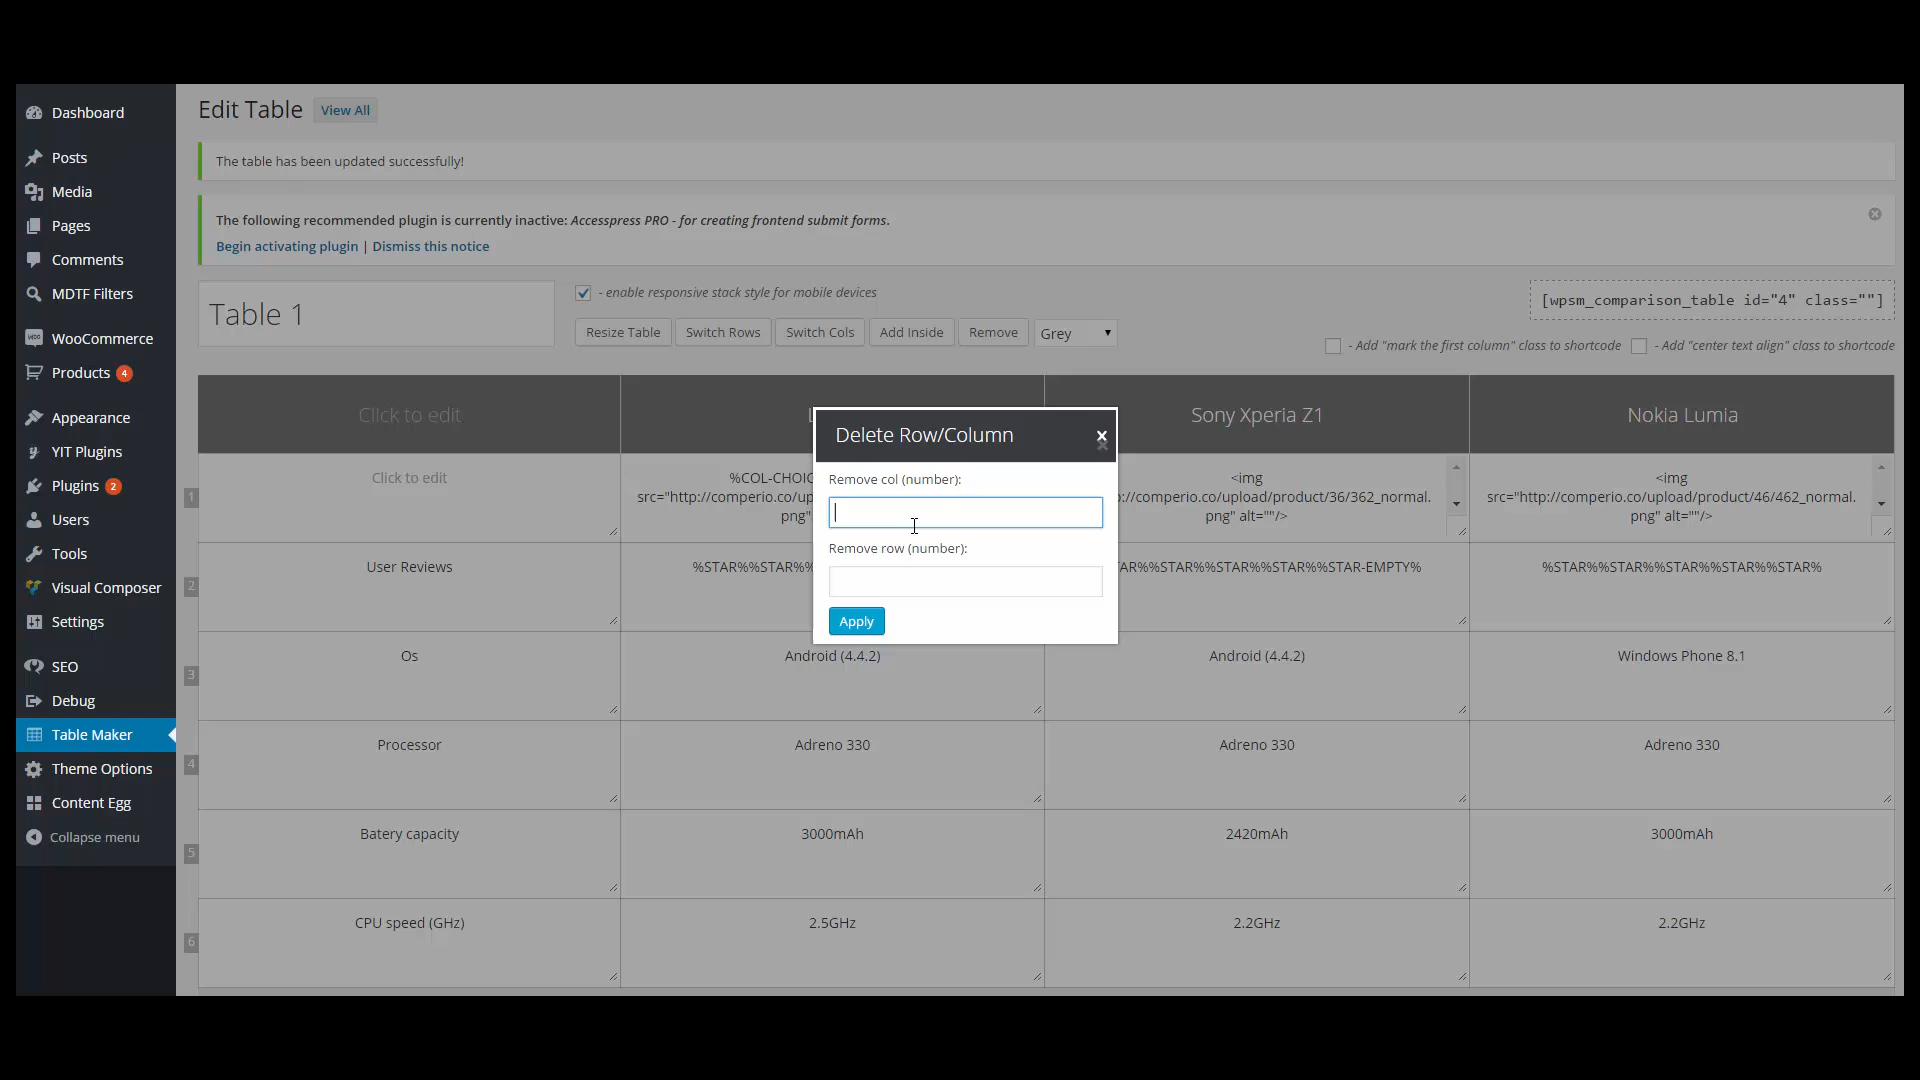 Dashboard
Posts
Media
Pages
Comments
MDTF Filters
WooCommerce
Products 4
Appearance
YIT Plugins
Plugins 2
Users
Tools
Visual Composer
Settings
SEO
Debug
Table Maker
Theme Options
Content Egg
Collapse menu
Edit Table View All
The table has been updated successfully!
The following recommended plugin is currently inactive: Accesspress PRO - for creating frontend submit forms.
Begin activating plugin | Dismiss this notice
Table 1
- enable responsive stack style for mobile devices
[wpsm_comparison_table id="4" class=""]
Resize Table Switch Rows Switch Cols Add Inside Remove Grey
- Add "mark the first column" class to shortcode - Add "center text align" class to shortcode
Click to edit Sony Xperia Z1 Nokia Lumia
Delete Row/Column
Remove col (number):
Remove row (number):
Apply
1 Click to edit
%COL-CHOIC
src="http://comperio.co/up
png"
<img
://comperio.co/upload/product/36/362_normal.
png" alt=""/>
<img
src="http://comperio.co/upload/product/46/462_normal.
png" alt=""/>
2 User Reviews %STAR%%STAR%% AR%%STAR%%STAR%%STAR%%STAR-EMPTY% %STAR%%STAR%%STAR%%STAR%%STAR%
3 Os Android (4.4.2) Android (4.4.2) Windows Phone 8.1
4 Processor Adreno 330 Adreno 330 Adreno 330
5 Batery capacity 3000mAh 2420mAh 3000mAh
6 CPU speed (GHz) 2.5GHz 2.2GHz 2.2GHz